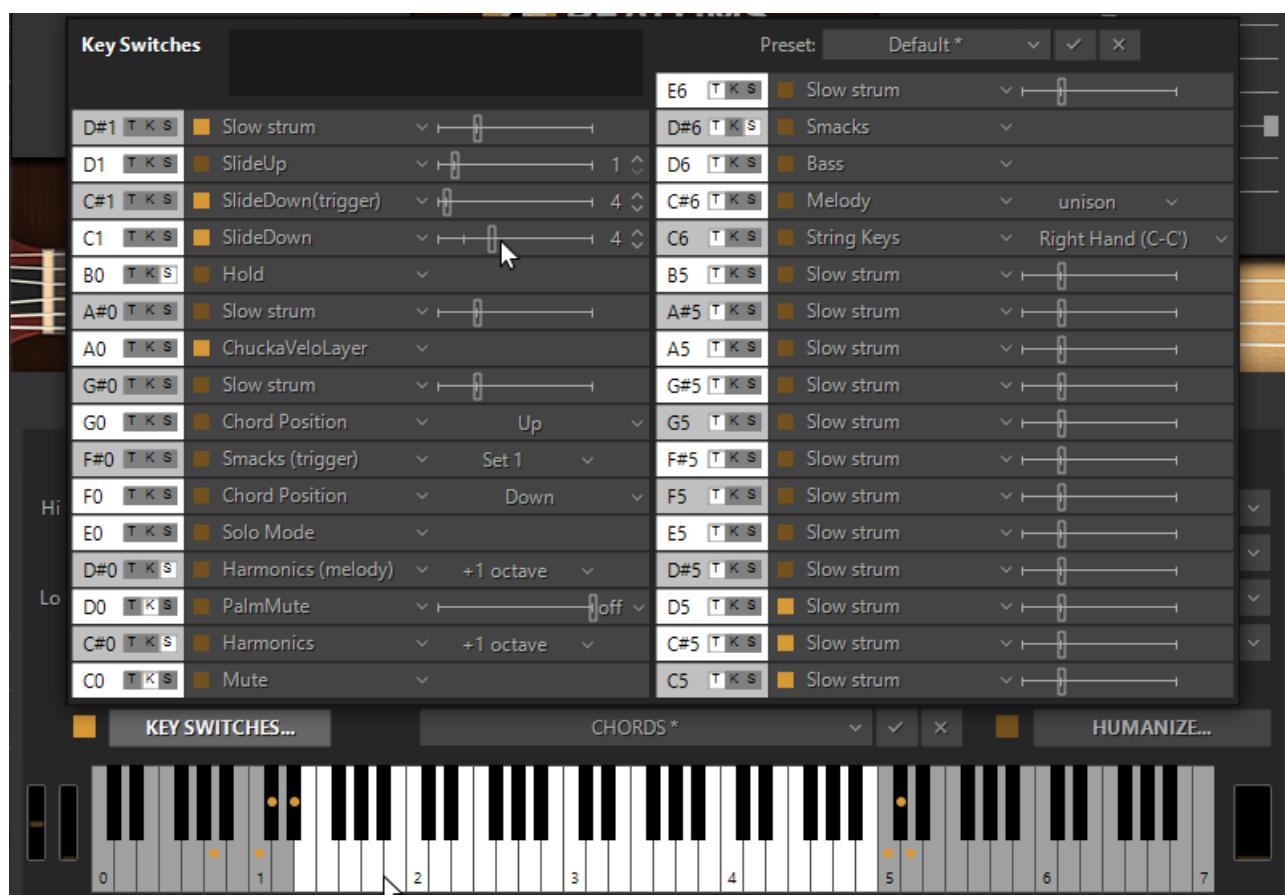 Key Switches
Preset: Default *
D#1 T K S Slow strum
D1 T K S SlideUp 1
C#1 T K S SlideDown(trigger) 4
C1 T K S SlideDown 4
B0 T K S Hold
A#0 T K S Slow strum
A0 T K S ChuckaVeloLayer
G#0 T K S Slow strum
G0 T K S Chord Position Up
F#0 T K S Smacks (trigger) Set 1
F0 T K S Chord Position Down
E0 T K S Solo Mode
D#0 T K S Harmonics (melody) +1 octave
D0 T K S PalmMute off
C#0 T K S Harmonics +1 octave
C0 T K S Mute
E6 T K S Slow strum
D#6 T K S Smacks
D6 T K S Bass
C#6 T K S Melody unison
C6 T K S String Keys Right Hand (C-C')
B5 T K S Slow strum
A#5 T K S Slow strum
A5 T K S Slow strum
G#5 T K S Slow strum
G5 T K S Slow strum
F#5 T K S Slow strum
F5 T K S Slow strum
E5 T K S Slow strum
D#5 T K S Slow strum
D5 T K S Slow strum
C#5 T K S Slow strum
C5 T K S Slow strum
Hi
Lo
KEY SWITCHES... CHORDS * HUMANIZE...
0 1 2 3 4 5 6 7